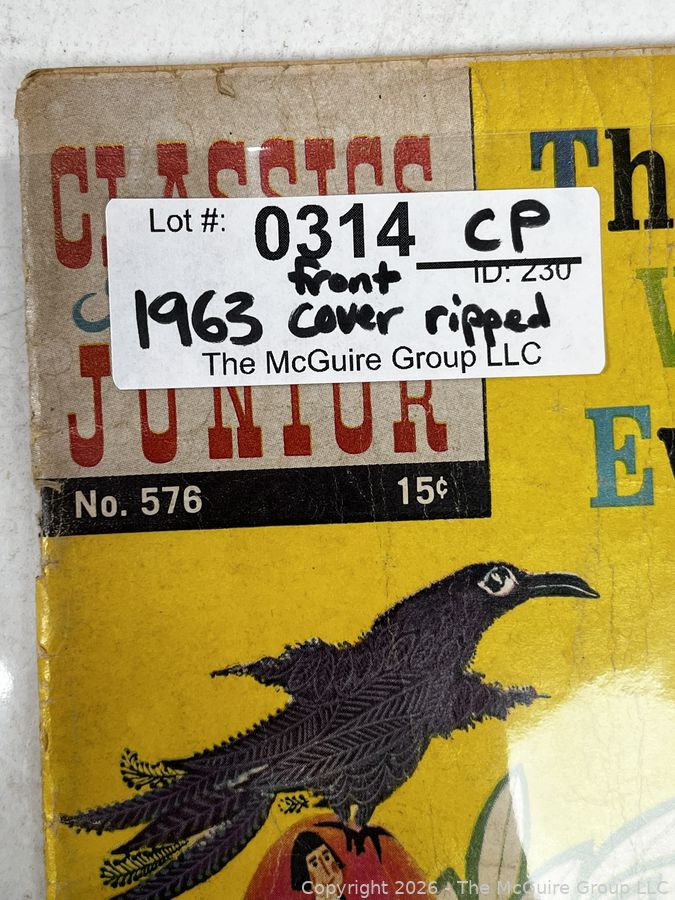 CLASSICS
Th
Lot #: 0314 CP
ID: 230
front
1963 cover ripped
The McGuire Group LLC
JUNIOR
E
No. 576 15¢
Copyright 2026 - The McGuire Group LLC